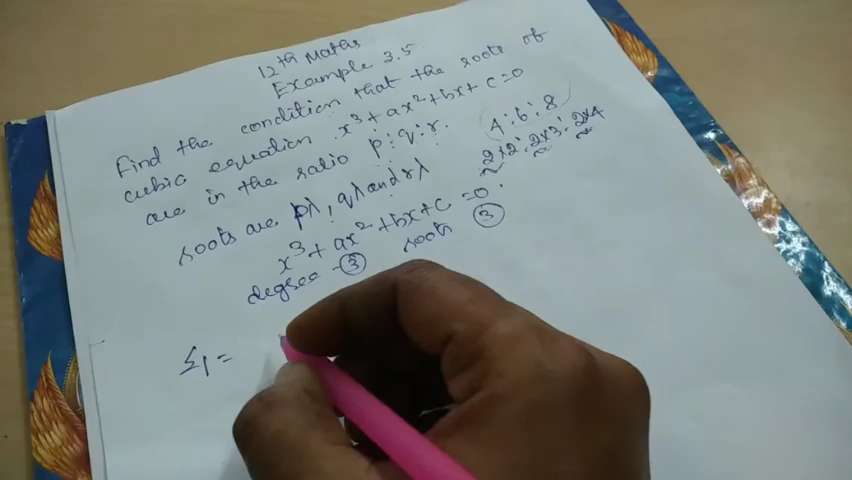 12th Maths
Example 3.5
Find the condition that the roots of
cubic equation x³ + ax² + bx + c = 0
are in the ratio p : q : r.
4 : 6 : 8
2×2 : 2×3 : 2×4
roots are pλ, qλ and rλ
x³ + ax² + bx + c = 0.
degree - 3 roots 3
Σ1 =